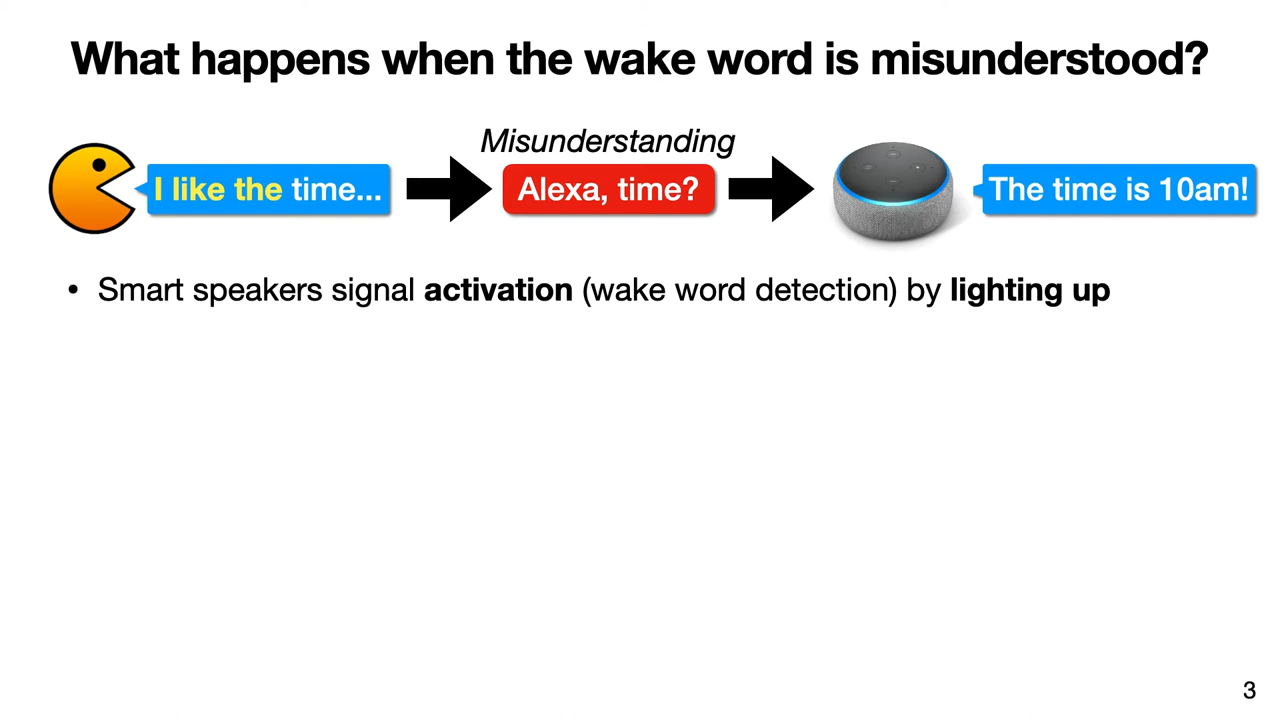 What happens when the wake word is misunderstood?
Misunderstanding
I like the time...
Alexa, time?
The time is 10am!
• Smart speakers signal activation (wake word detection) by lighting up
3